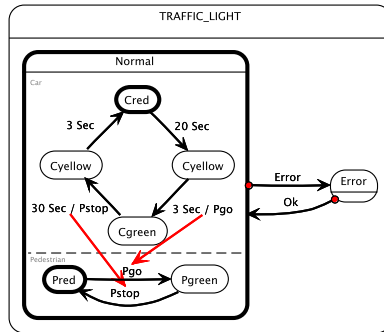 TRAFFIC_LIGHT
Normal
Car
Cred
3 Sec
20 Sec
Cyellow
Cyellow
Error
Error
30 Sec / Pstop
3 Sec / Pgo
Ok
Cgreen
Pedestrian
Pgo
Pred
Pgreen
Pstop